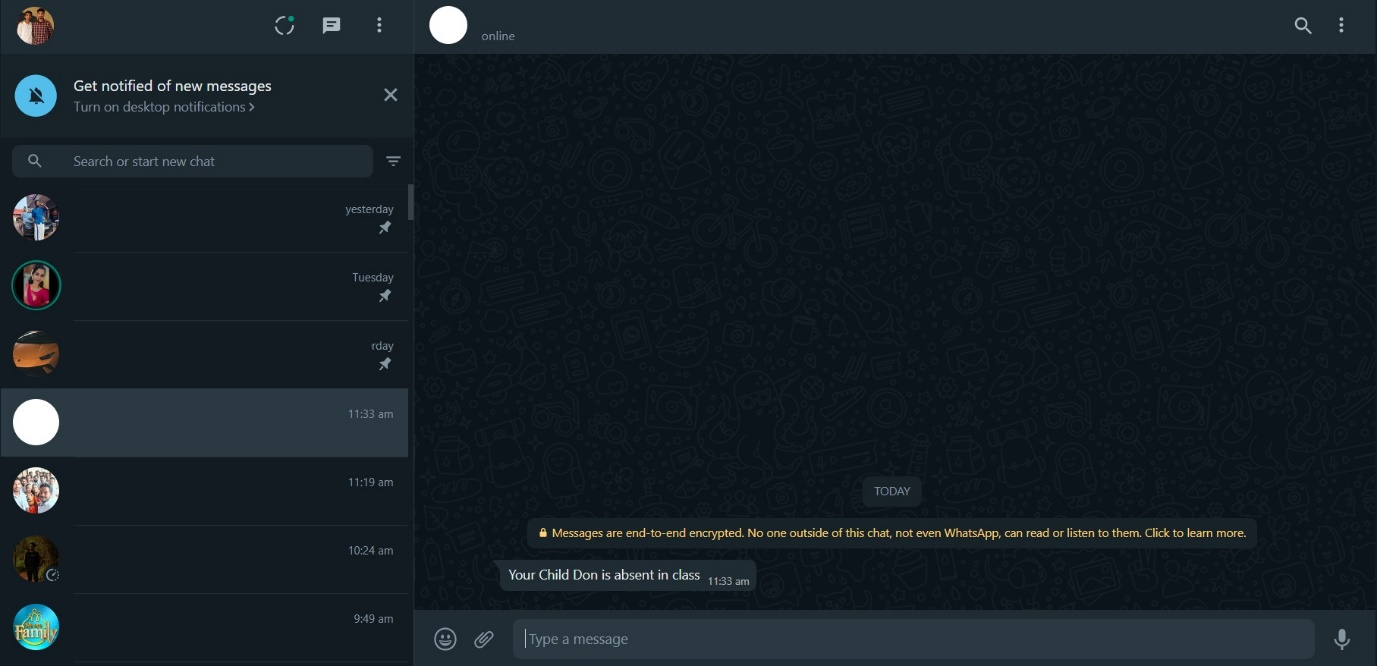 online
Get notified of new messages
Turn on desktop notifications >
Search or start new chat
yesterday
Tuesday
rday
11:33 am
11:19 am
10:24 am
9:49 am
Family
TODAY
Messages are end-to-end encrypted. No one outside of this chat, not even WhatsApp, can read or listen to them. Click to learn more.
Your Child Don is absent in class 11:33 am
Type a message